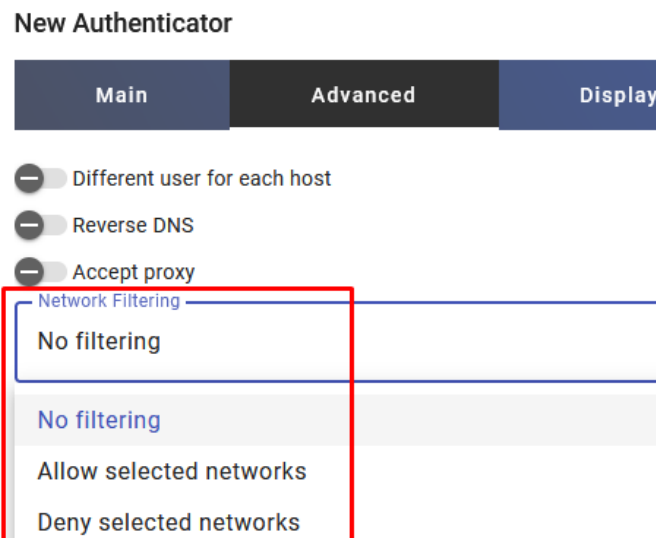 New Authenticator
Main Advanced Display
Different user for each host
Reverse DNS
Accept proxy
Network Filtering
No filtering
No filtering
Allow selected networks
Deny selected networks